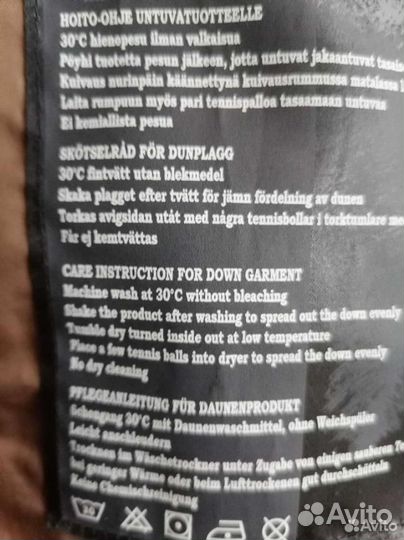 HOITO-OHJE UNTUVATUOTTEELLE
30°C hienopesu ilman valkaisua
Pöyhi tuotetta pesun jälkeen, jotta untuvat jakaantuvat
Kuivaus nurinpäin käännettynä kuivausrummussa matalassa
Laita rumpuun myös pari tennispalloa tasaamaan untuvaa
Ei kemiallista pesua
SKÖTSELRÅD FÖR DUNPLAGG
30°C fintvätt utan blekmedel
Skaka plagget efter tvätt för jämn fördelning av dunen
Torkas avigsidan utåt med några tennisbollar i torktumlare
Får ej kemtvättas
CARE INSTRUCTION FOR DOWN GARMENT
Machine wash at 30°C without bleaching
Shake the product after washing to spread out the down evenly
Tumble dry turned inside out at low temperature
Place a few tennis balls into dryer to spread the down evenly
No dry cleaning
PFLEGEANLEITUNG FÜR DAUNENPRODUKT
Schongang 30°C mit Daunenwaschmittel, ohne Weichspüler
Leicht anschleudern
Trocknen im Wäschetrockner unter Zugabe von einigen sauberen
bei geringer Wärme oder beim Lufttrockenen gut durchschütteln
Keine Chemischreinigung
30
Avito
Avito